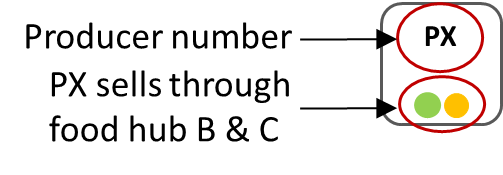 Producer number
PX
PX sells through
food hub B & C